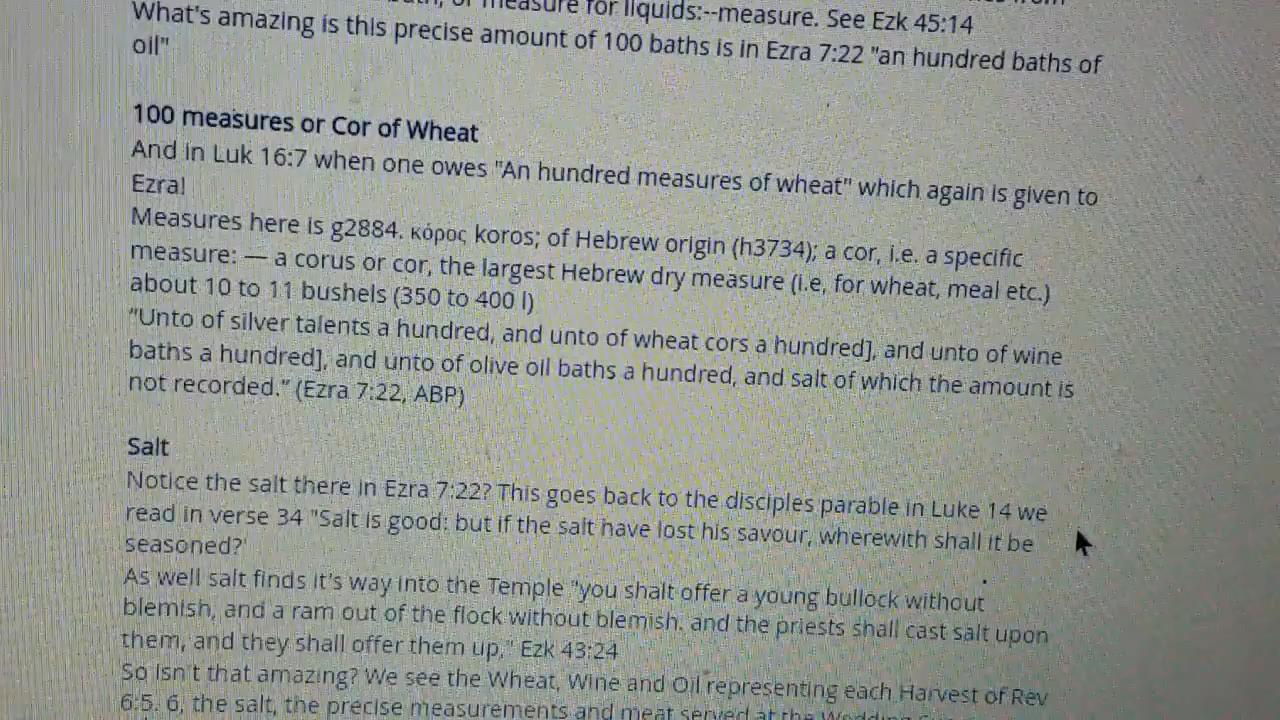 measure for liquids:--measure. See Ezk 45:14
What's amazing is this precise amount of 100 baths is in Ezra 7:22 "an hundred baths of
oil"
100 measures or Cor of Wheat
And in Luk 16:7 when one owes "An hundred measures of wheat" which again is given to
Ezra!
Measures here is g2884. κόρος koros; of Hebrew origin (h3734); a cor, i.e. a specific
measure: — a corus or cor, the largest Hebrew dry measure (i.e, for wheat, meal etc.)
about 10 to 11 bushels (350 to 400 l)
"Unto of silver talents a hundred, and unto of wheat cors a hundred], and unto of wine
baths a hundred], and unto of olive oil baths a hundred, and salt of which the amount is
not recorded." (Ezra 7:22, ABP)
Salt
Notice the salt there in Ezra 7:22? This goes back to the disciples parable in Luke 14 we
read in verse 34 "Salt is good: but if the salt have lost his savour, wherewith shall it be
seasoned?'
As well salt finds it's way into the Temple "you shalt offer a young bullock without
blemish, and a ram out of the flock without blemish. and the priests shall cast salt upon
them, and they shall offer them up," Ezk 43:24
So Isn't that amazing? We see the Wheat, Wine and Oil representing each Harvest of Rev
6:5. 6, the salt, the precise measurements and meat served at the Wedding